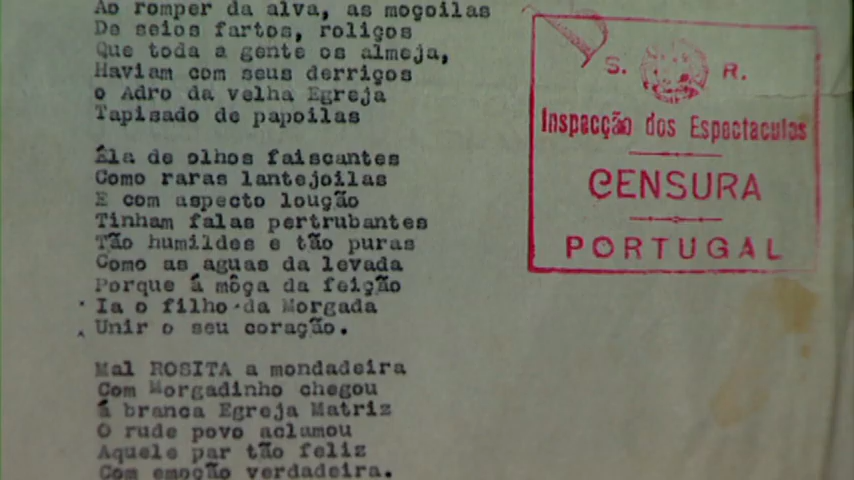 Ao romper da alva, as moçoilas
De seios fartos, roliços
Que toda a gente os almeja,
Haviam com seus derriços
o Adro da velha Egreja
Tapisado de papoilas
Éla de olhos faiscantes
Como raras lantejoilas
E com aspecto loução
Tinham falas pertrubantes
Tão humildes e tão puras
Como as aguas da levada
Porque á môça da feição
Ia o filho da Morgada
Unir o seu coração.
Mal ROSITA a mondadeira
Com Morgadinho chegou
á branca Egreja Matriz
O rude povo aclamou
Aquele par tão feliz
Com emoção verdadeira.
S. R.
Inspecção dos Espectaculos
CENSURA
PORTUGAL